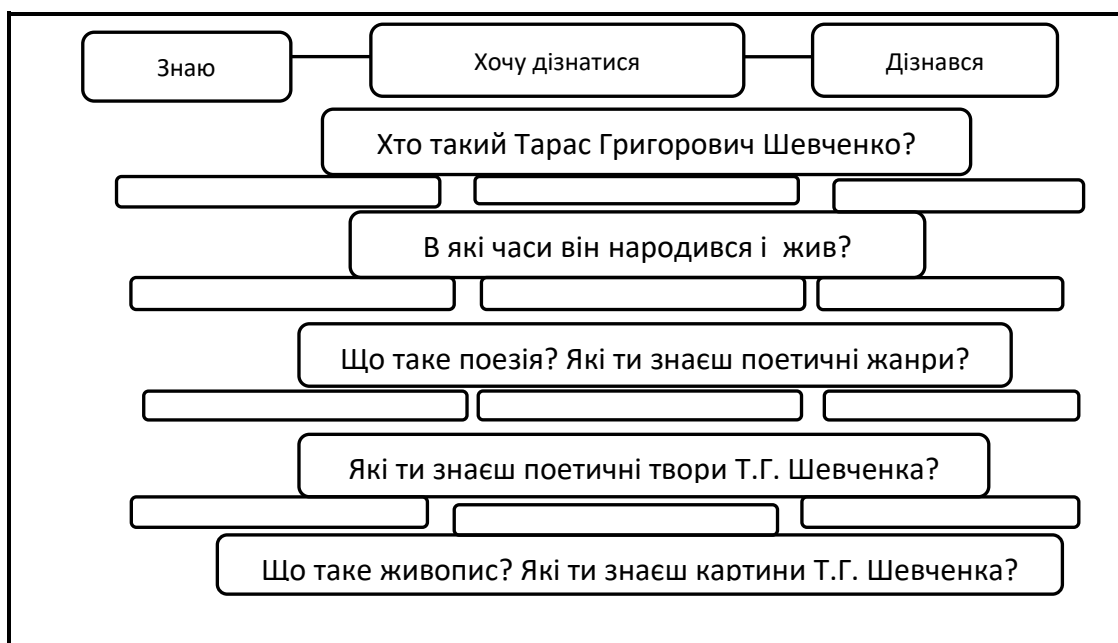 Знаю
Хочу дізнатися
Дізнався
Хто такий Тарас Григорович Шевченко?
В які часи він народився і жив?
Що таке поезія? Які ти знаєш поетичні жанри?
Які ти знаєш поетичні твори Т.Г. Шевченка?
Що таке живопис? Які ти знаєш картини Т.Г. Шевченка?